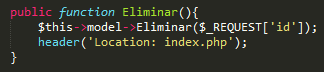 public function Eliminar(){
    $this->model->Eliminar($_REQUEST['id']);
    header('Location: index.php');
}